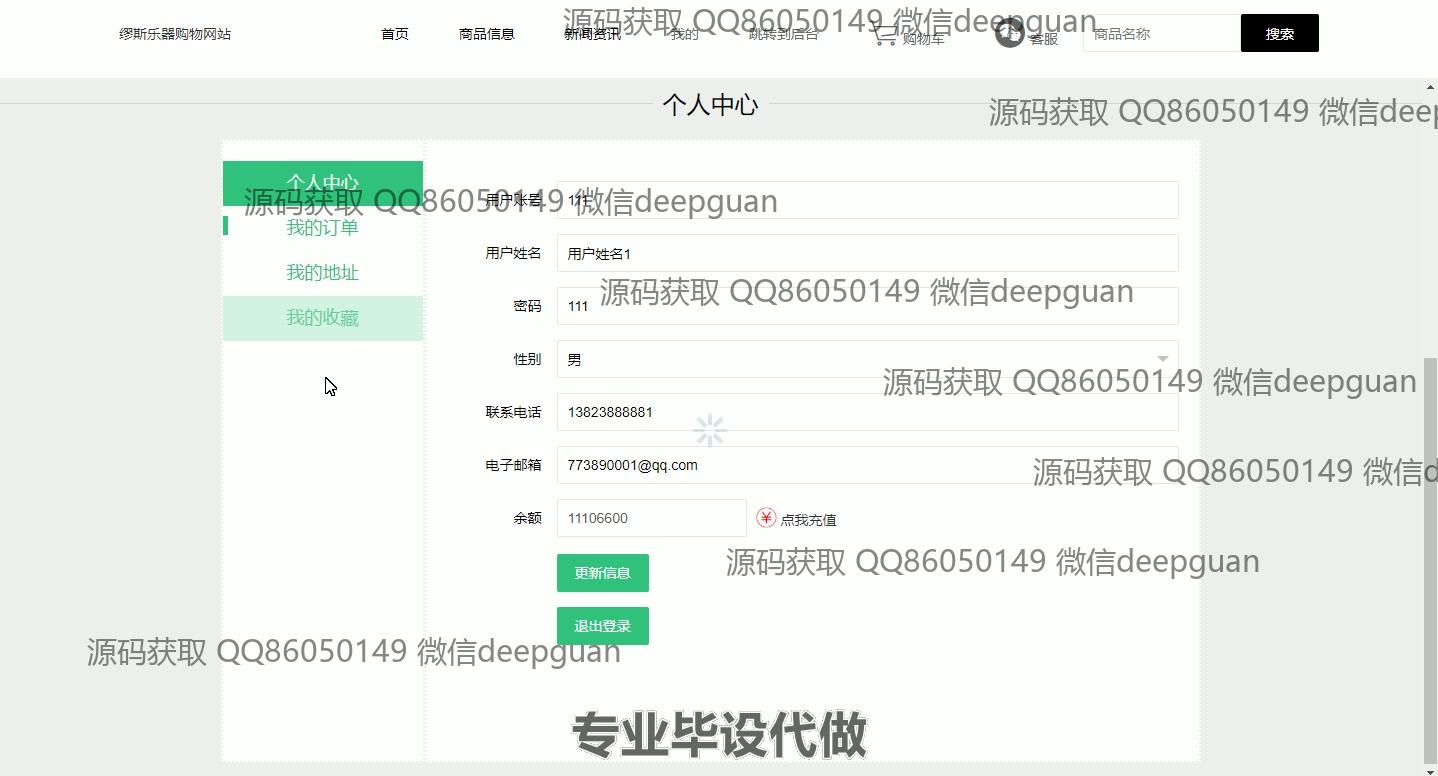 缪斯乐器购物网站 首页 商品信息 新闻资讯 我的 跳转到后台 购物车 客服 商品名称 搜索
源码获取 QQ86050149 微信deepguan
个人中心
源码获取 QQ86050149 微信deep
个人中心
源码获取 QQ86050149 微信deepguan
用户账号 111
我的订单
用户姓名 用户姓名1
我的地址
源码获取 QQ86050149 微信deepguan
密码 111
我的收藏
性别 男
源码获取 QQ86050149 微信deepguan
联系电话 13823888881
电子邮箱 773890001@qq.com
源码获取 QQ86050149 微信d
余额 11106600 ¥ 点我充值
源码获取 QQ86050149 微信deepguan
更新信息
退出登录
源码获取 QQ86050149 微信deepguan
专业毕设代做